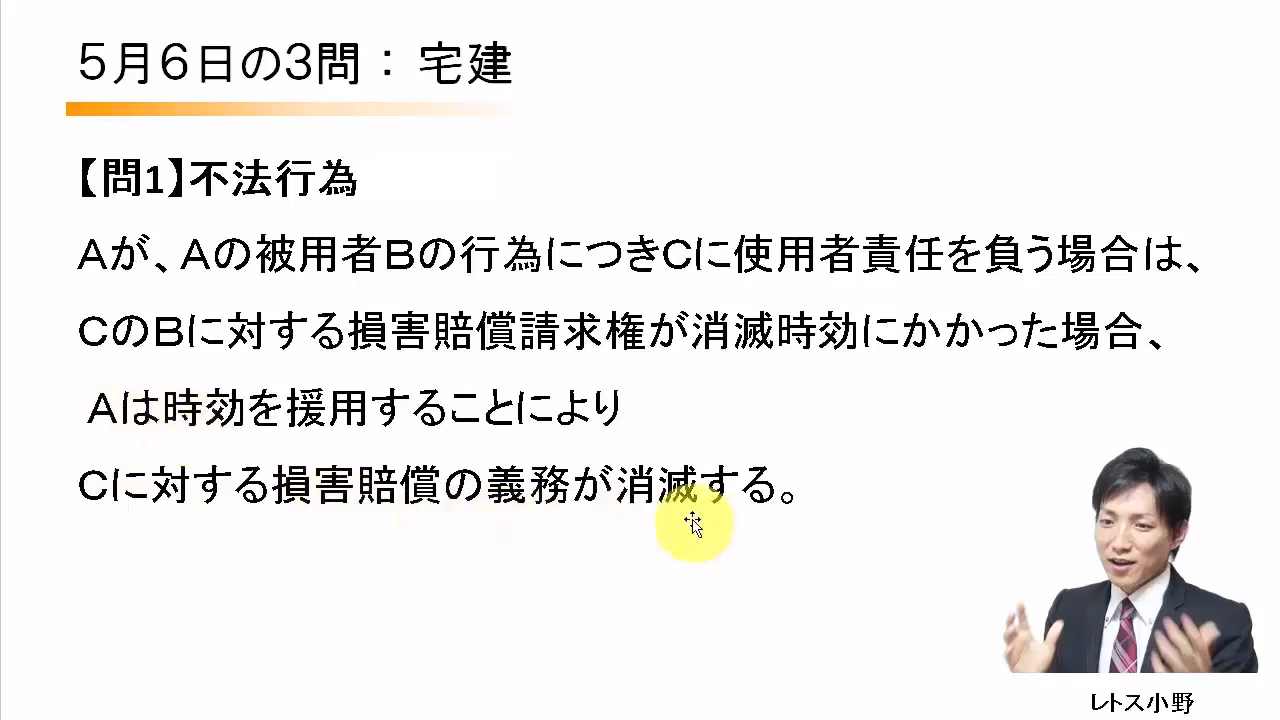 ５月６日の３問：宅建
【問1】不法行為
Ａが、Ａの被用者Ｂの行為につきＣに使用者責任を負う場合は、
ＣのＢに対する損害賠償請求権が消滅時効にかかった場合、
Ａは時効を援用することにより
Ｃに対する損害賠償の義務が消滅する。
レトス小野